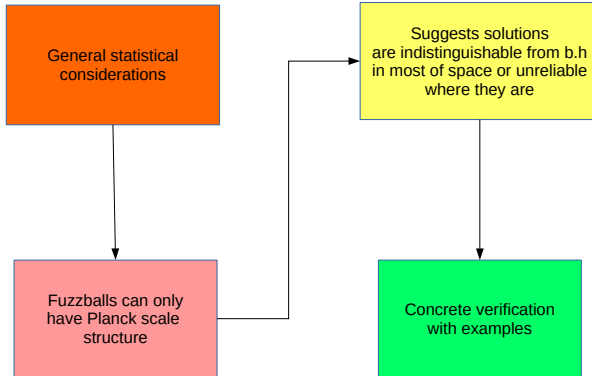 General statistical
considerations
Fuzzballs can only
have Planck scale
structure
Suggests solutions
are indistinguishable from b.h
in most of space or unreliable
where they are
Concrete verification
with examples